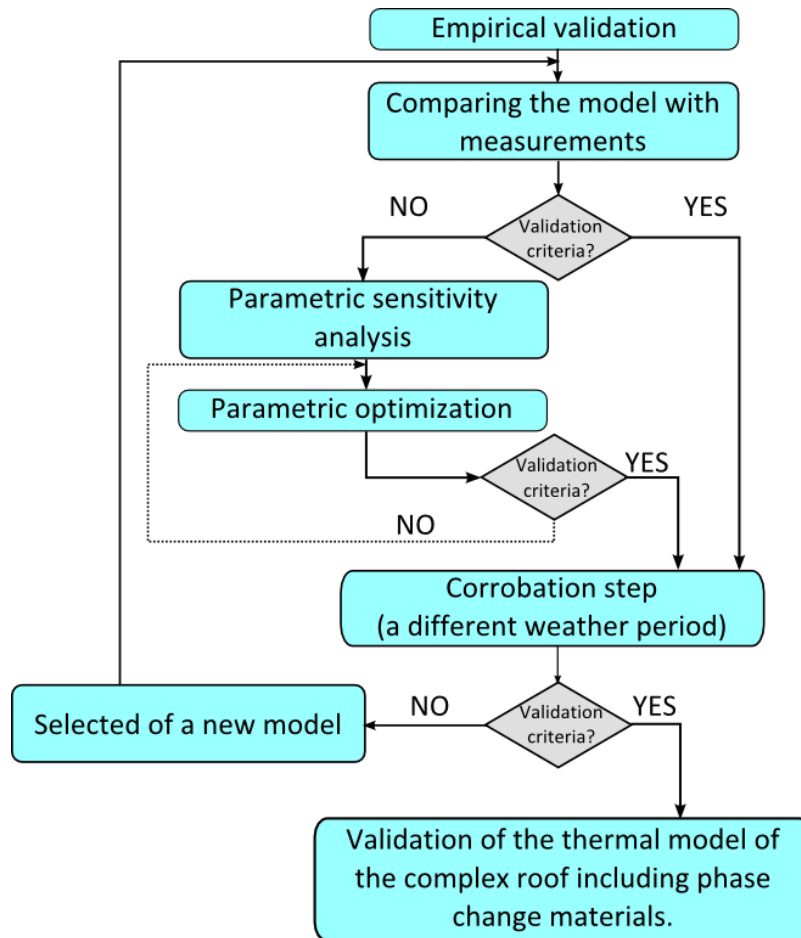 Empirical validation
Comparing the model with
measurements
NO
YES
Validation
criteria?
Parametric sensitivity
analysis
Parametric optimization
Validation
criteria?
YES
NO
Corrobation step
(a different weather period)
Selected of a new model
NO
Validation
criteria?
YES
Validation of the thermal model of
the complex roof including phase
change materials.